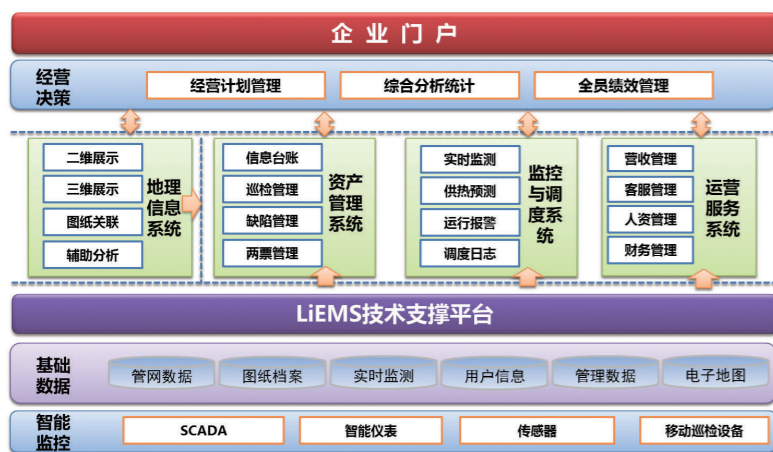 企 业 门 户
经营
决策
经营计划管理
综合分析统计
全员绩效管理
二维展示
三维展示
图纸关联
辅助分析
地理
信息
系统
信息台账
巡检管理
缺陷管理
两票管理
资产
管理
系统
实时监测
供热预测
运行报警
调度日志
监控
与调
度系
统
营收管理
客服管理
人资管理
财务管理
运营
服务
系统
LiEMS技术支撑平台
基础
数据
管网数据
图纸档案
实时监测
用户信息
管理数据
电子地图
智能
监控
SCADA
智能仪表
传感器
移动巡检设备